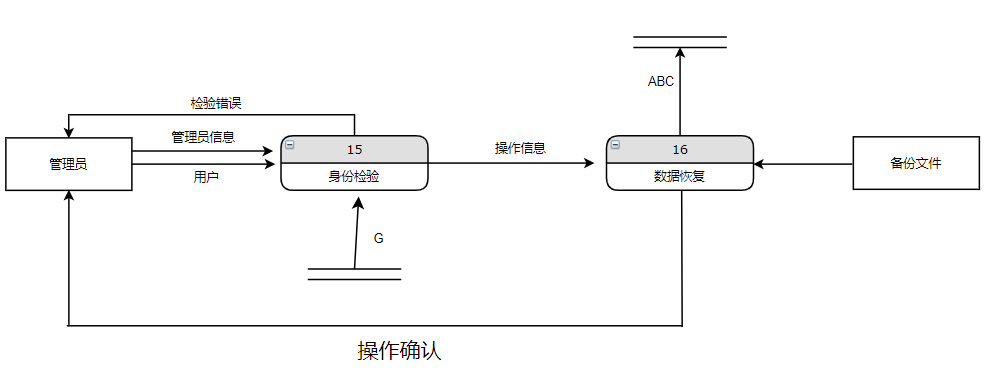 ABC
检验错误
管理员信息
管理员
用户
15
身份检验
操作信息
16
数据恢复
备份文件
G
操作确认